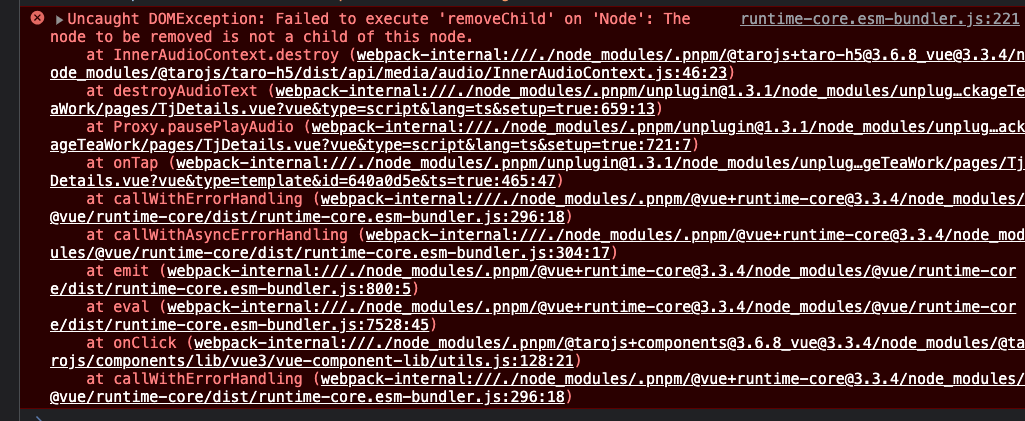 ▶Uncaught DOMException: Failed to execute 'removeChild' on 'Node': The runtime-core.esm-bundler.js:221
node to be removed is not a child of this node.
at InnerAudioContext.destroy (webpack-internal:///./node_modules/.pnpm/@tarojs+taro-h5@3.6.8_vue@3.3.4/n
ode_modules/@tarojs/taro-h5/dist/api/media/audio/InnerAudioContext.js:46:23)
at destroyAudioText (webpack-internal:///./node_modules/.pnpm/unplugin@1.3.1/node_modules/unplug…ckageTe
aWork/pages/TjDetails.vue?vue&type=script&lang=ts&setup=true:659:13)
at Proxy.pausePlayAudio (webpack-internal:///./node_modules/.pnpm/unplugin@1.3.1/node_modules/unplug…ack
ageTeaWork/pages/TjDetails.vue?vue&type=script&lang=ts&setup=true:721:7)
at onTap (webpack-internal:///./node_modules/.pnpm/unplugin@1.3.1/node_modules/unplug…geTeaWork/pages/Tj
Details.vue?vue&type=template&id=640a0d5e&ts=true:465:47)
at callWithErrorHandling (webpack-internal:///./node_modules/.pnpm/@vue+runtime-core@3.3.4/node_modules/
@vue/runtime-core/dist/runtime-core.esm-bundler.js:296:18)
at callWithAsyncErrorHandling (webpack-internal:///./node_modules/.pnpm/@vue+runtime-core@3.3.4/node_mod
ules/@vue/runtime-core/dist/runtime-core.esm-bundler.js:304:17)
at emit (webpack-internal:///./node_modules/.pnpm/@vue+runtime-core@3.3.4/node_modules/@vue/runtime-cor
e/dist/runtime-core.esm-bundler.js:800:5)
at eval (webpack-internal:///./node_modules/.pnpm/@vue+runtime-core@3.3.4/node_modules/@vue/runtime-cor
e/dist/runtime-core.esm-bundler.js:7528:45)
at onClick (webpack-internal:///./node_modules/.pnpm/@tarojs+components@3.6.8_vue@3.3.4/node_modules/@ta
rojs/components/lib/vue3/vue-component-lib/utils.js:128:21)
at callWithErrorHandling (webpack-internal:///./node_modules/.pnpm/@vue+runtime-core@3.3.4/node_modules/
@vue/runtime-core/dist/runtime-core.esm-bundler.js:296:18)